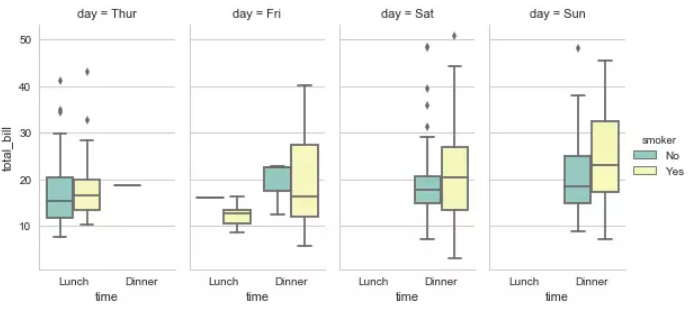 day = Thur
day = Fri
day = Sat
day = Sun
50
40
30
20
10
total_bill
Lunch Dinner
time
Lunch Dinner
time
Lunch Dinner
time
Lunch Dinner
time
smoker
No
Yes